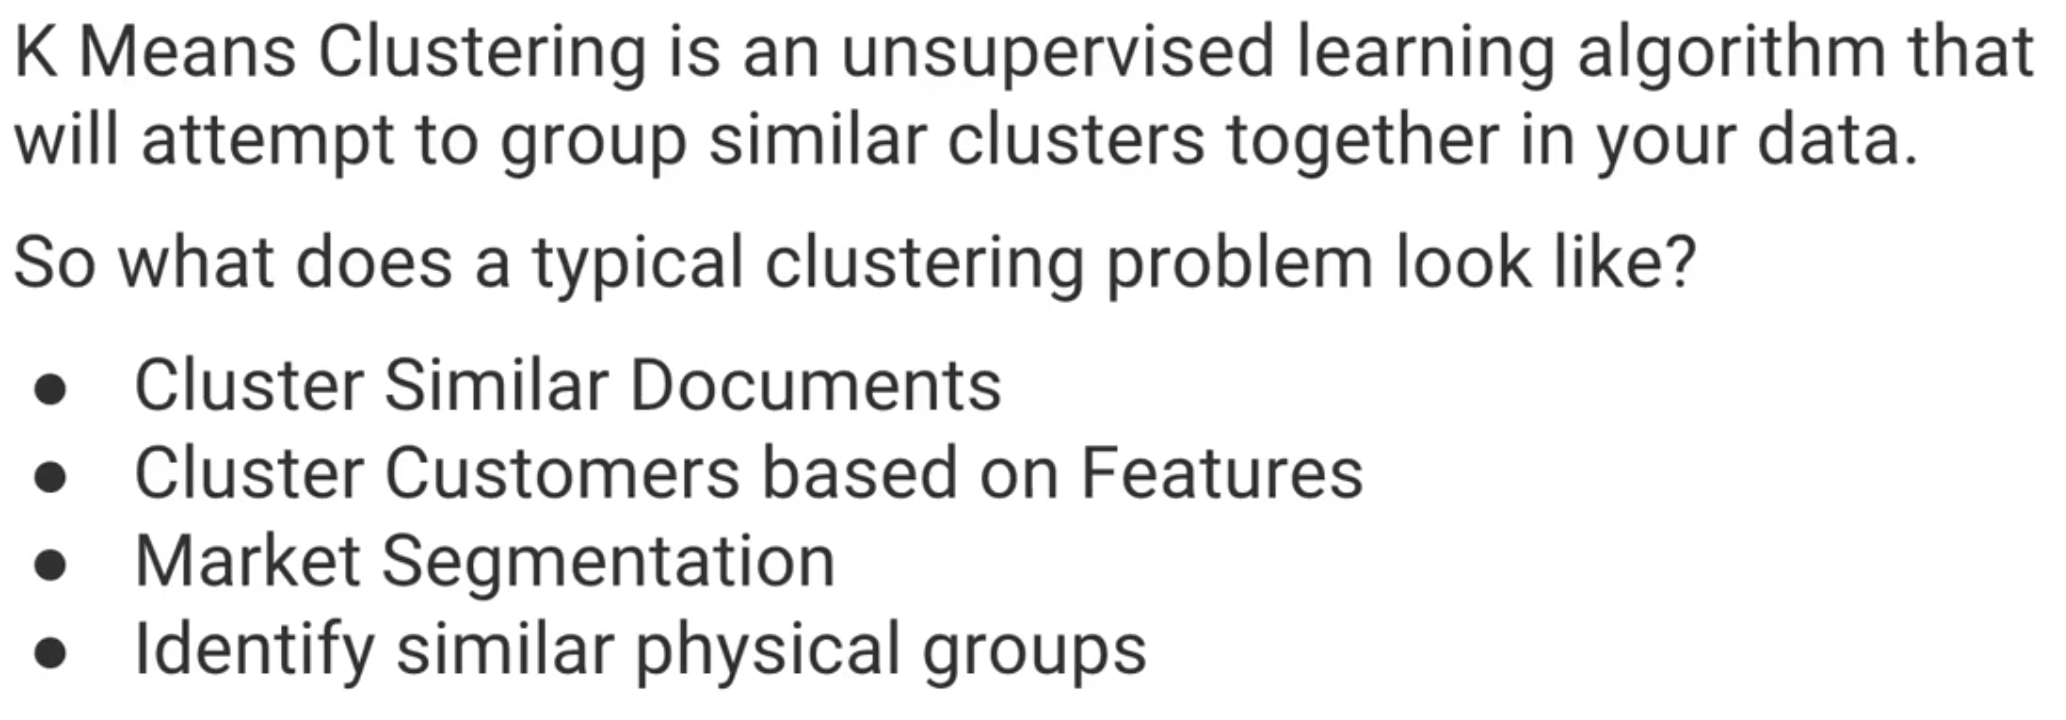 K Means Clustering is an unsupervised learning algorithm that
will attempt to group similar clusters together in your data.
So what does a typical clustering problem look like?
● Cluster Similar Documents
● Cluster Customers based on Features
● Market Segmentation
● Identify similar physical groups